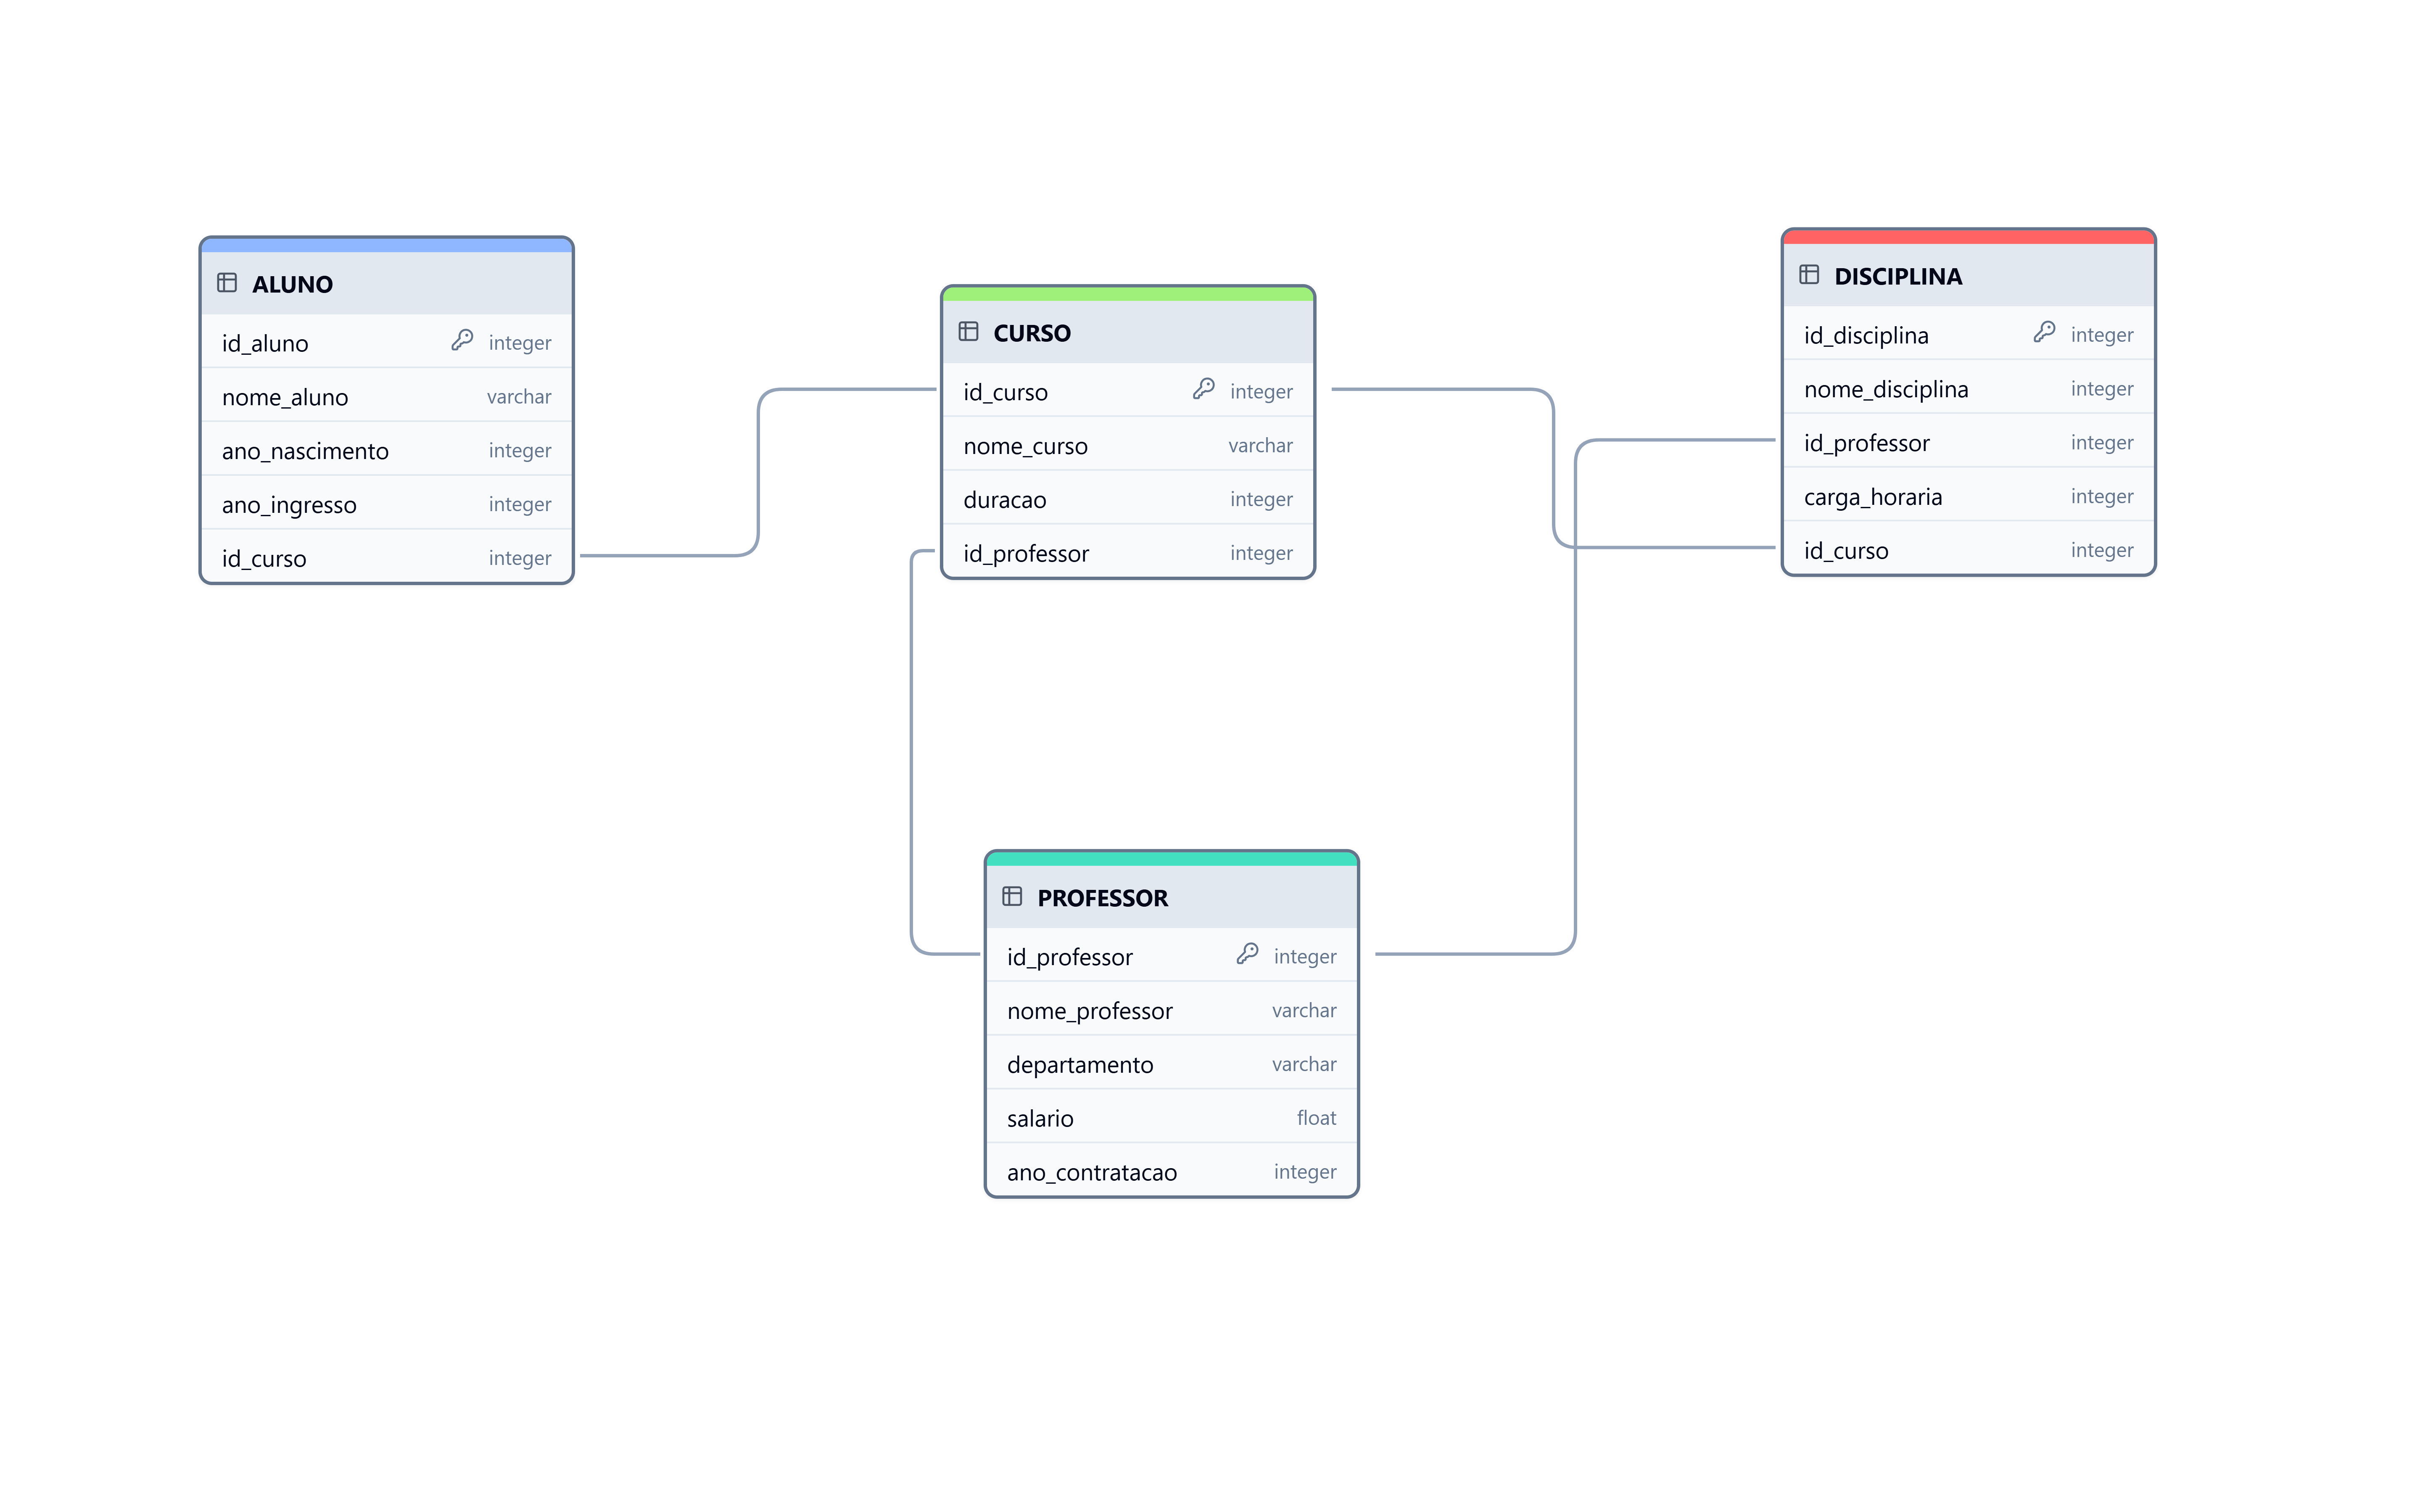 ALUNO
id_aluno integer
nome_aluno varchar
ano_nascimento integer
ano_ingresso integer
id_curso integer
CURSO
id_curso integer
nome_curso varchar
duracao integer
id_professor integer
DISCIPLINA
id_disciplina integer
nome_disciplina integer
id_professor integer
carga_horaria integer
id_curso integer
PROFESSOR
id_professor integer
nome_professor varchar
departamento varchar
salario float
ano_contratacao integer